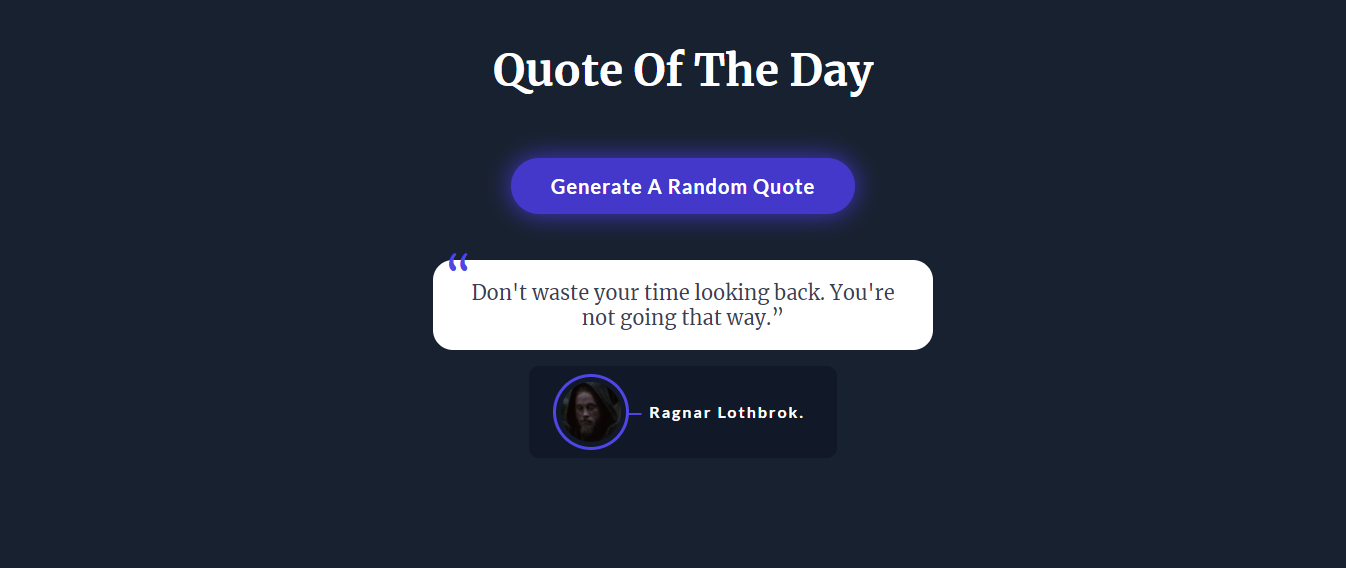 Quote Of The Day
Generate A Random Quote
“
Don't waste your time looking back. You're
not going that way.”
— Ragnar Lothbrok.